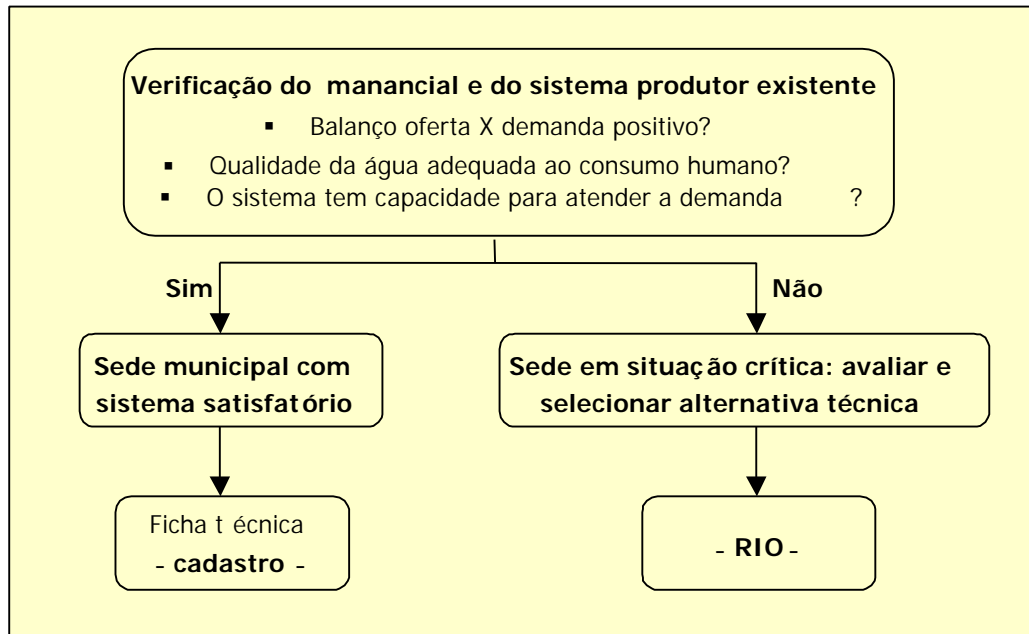 Verificação do manancial e do sistema produtor existente
▪ Balanço oferta X demanda positivo?
▪ Qualidade da água adequada ao consumo humano?
▪ O sistema tem capacidade para atender a demanda ?
Sim
Não
Sede municipal com
sistema satisfatório
Sede em situação crítica: avaliar e
selecionar alternativa técnica
Ficha t écnica
- cadastro -
- RIO -